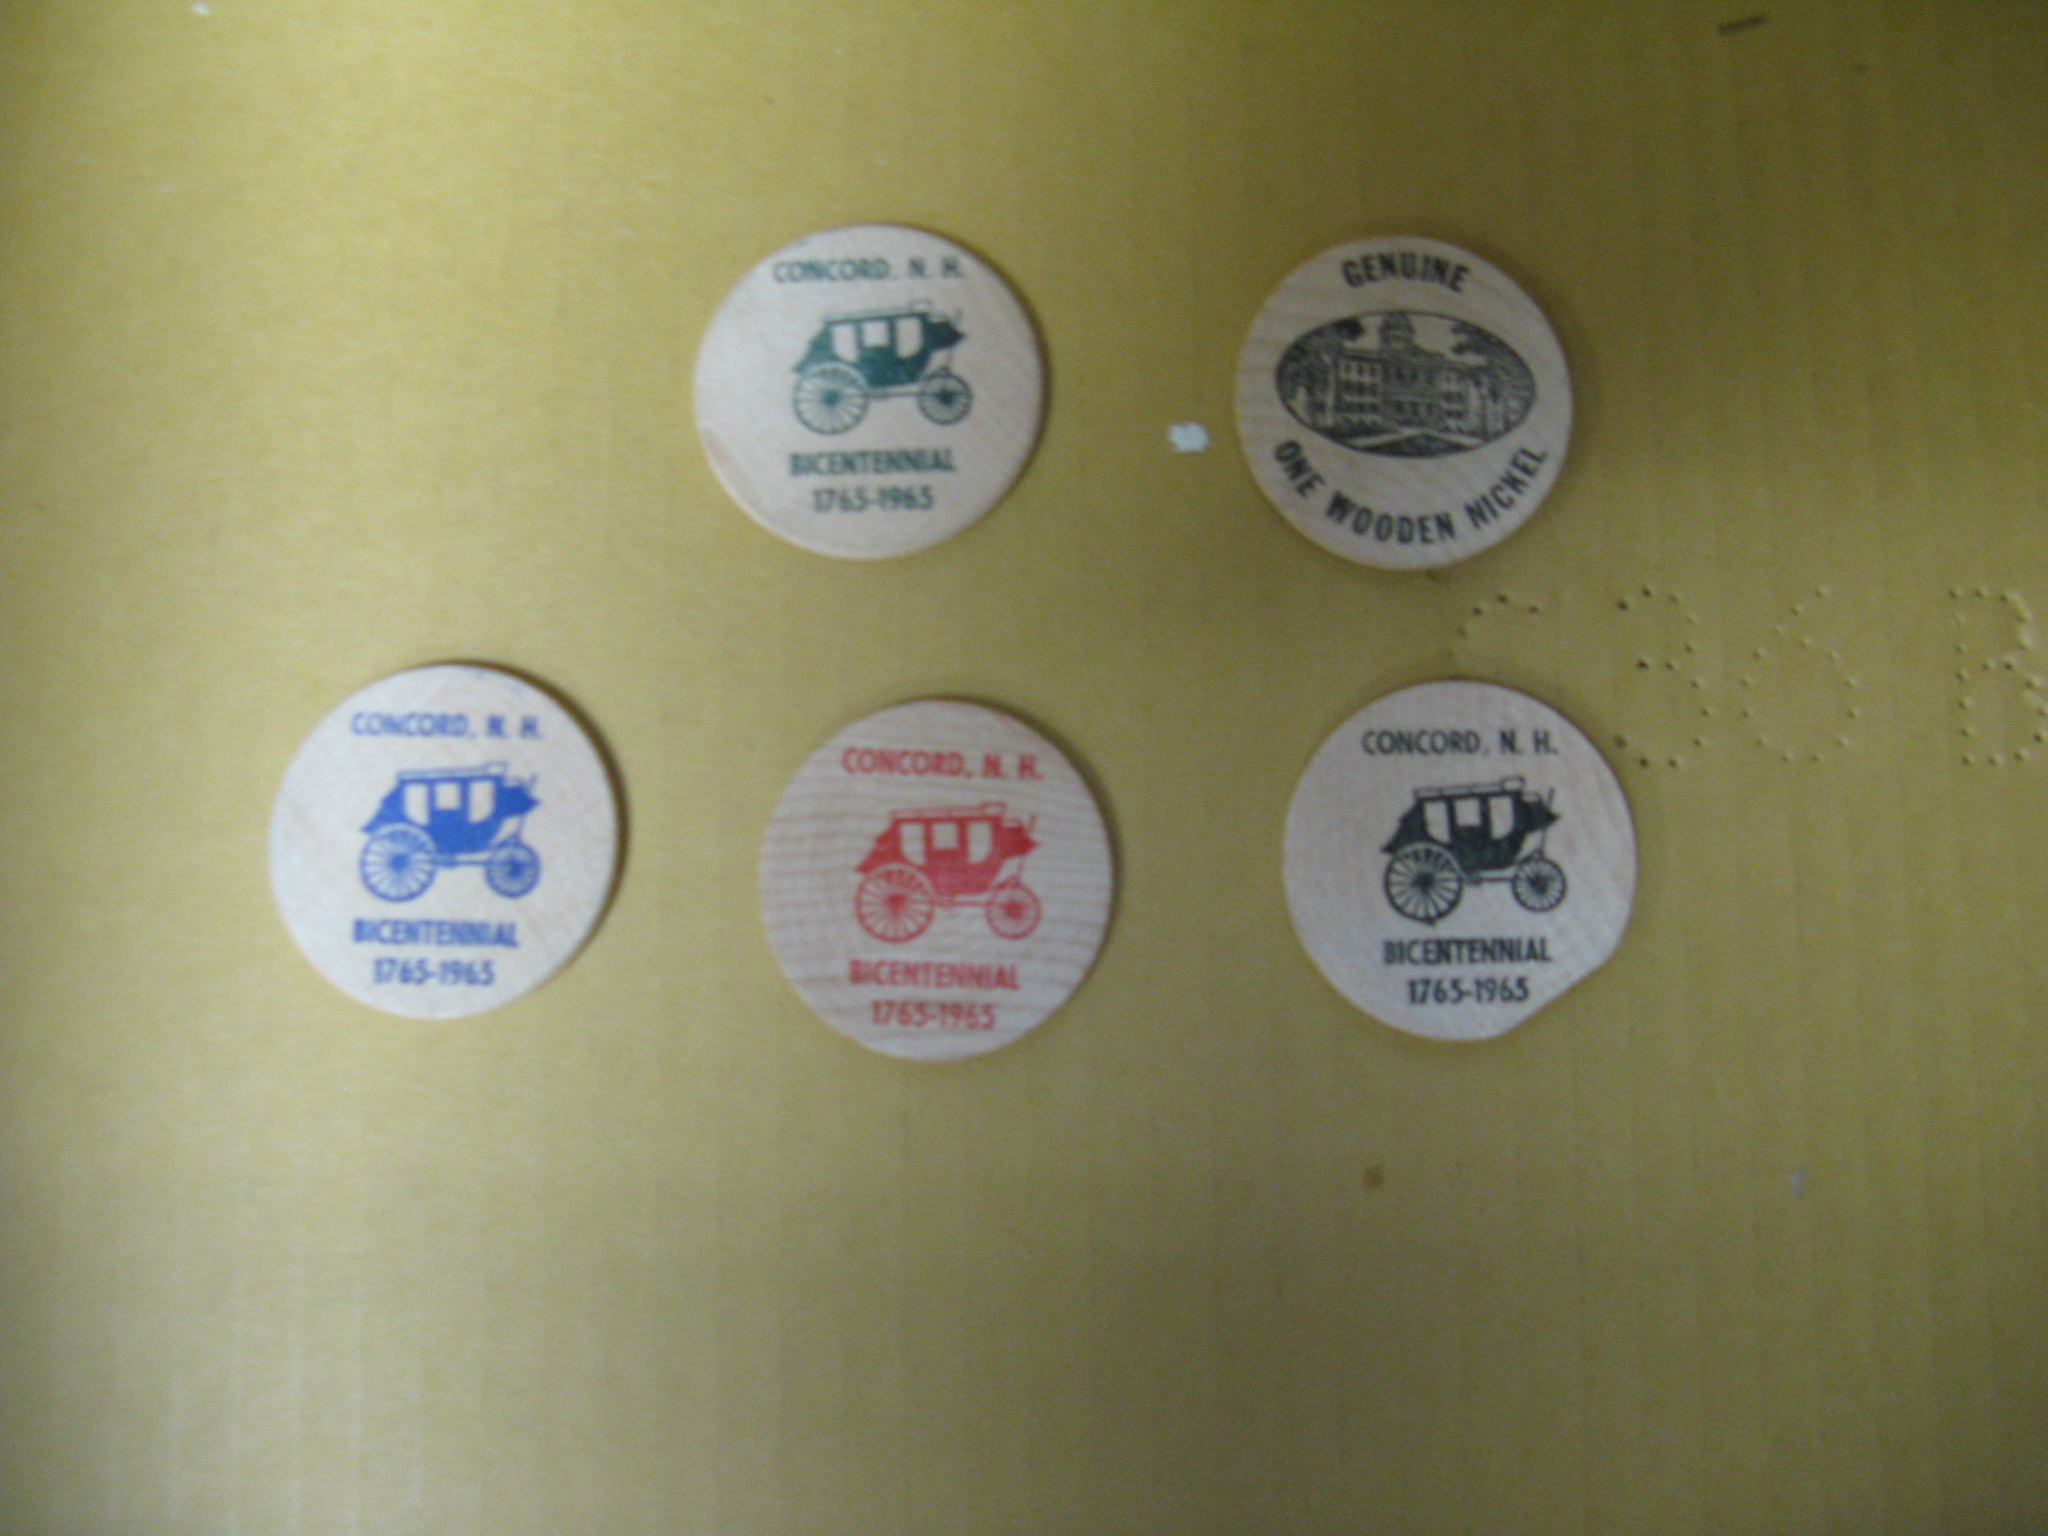 CONCORD, N. H.
BICENTENNIAL
1765-1965
GENUINE
ONE WOODEN NICKEL
CONCORD, N. H.
BICENTENNIAL
1765-1965
CONCORD, N. H.
BICENTENNIAL
1765-1965
CONCORD, N. H.
BICENTENNIAL
1765-1965
36 B